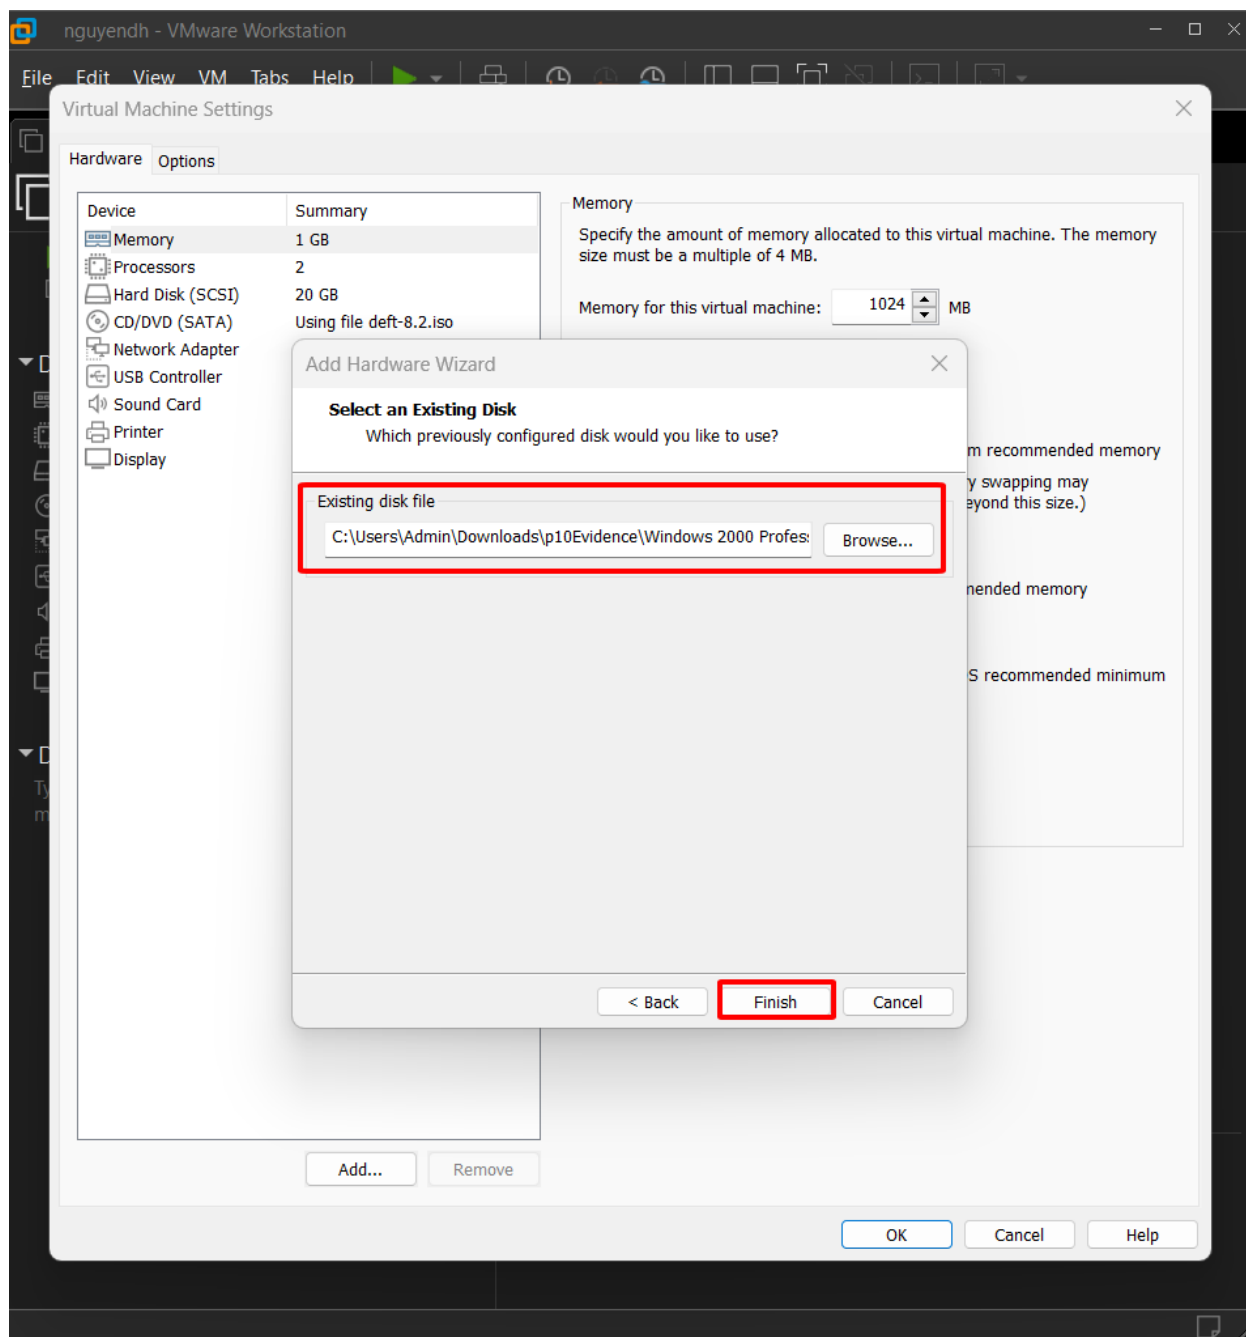 nguyendh - VMware Workstation
File Edit View VM Tabs Help
Virtual Machine Settings
Hardware Options
Device Summary
Memory 1 GB
Processors 2
Hard Disk (SCSI) 20 GB
CD/DVD (SATA) Using file deft-8.2.iso
Network Adapter
USB Controller
Sound Card
Printer
Display
Memory
Specify the amount of memory allocated to this virtual machine. The memory
size must be a multiple of 4 MB.
Memory for this virtual machine: 1024 MB
Add Hardware Wizard
Select an Existing Disk
Which previously configured disk would you like to use?
Existing disk file
C:\Users\Admin\Downloads\p10Evidence\Windows 2000 Profes
Browse...
m recommended memory
y swapping may
eyond this size.)
mended memory
S recommended minimum
< Back Finish Cancel
Add... Remove
OK Cancel Help